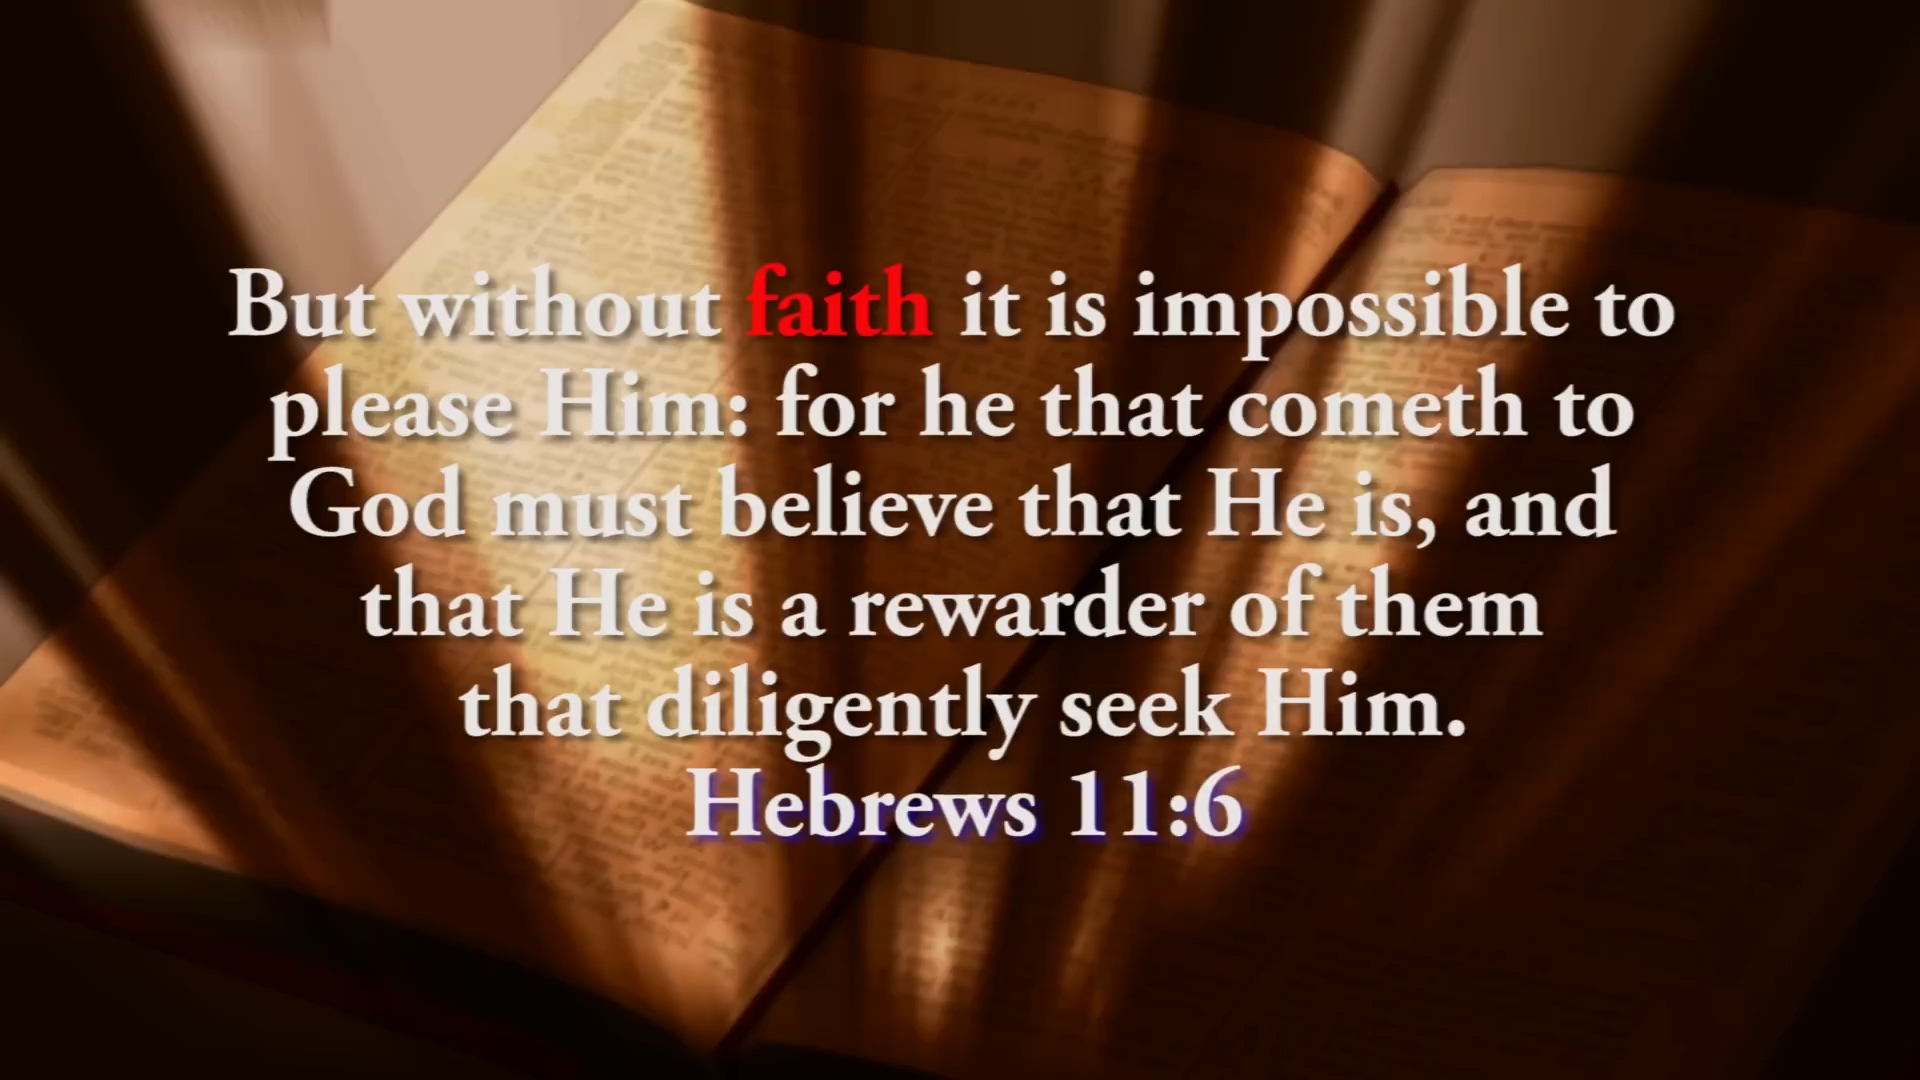 But without faith it is impossible to
please Him: for he that cometh to
God must believe that He is, and
that He is a rewarder of them
that diligently seek Him.
Hebrews 11:6